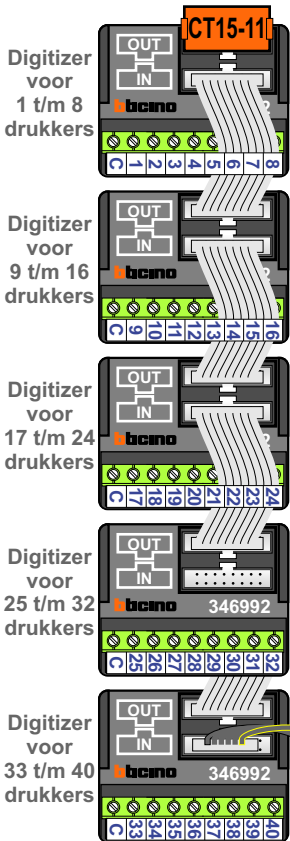 CT15-11
Digitizer
voor
1 t/m 8
drukkers
OUT
IN
bticino
2
C 1 2 3 4 5 6 7 8
Digitizer
voor
9 t/m 16
drukkers
OUT
IN
bticino
2
C 9 10 11 12 13 14 15 16
Digitizer
voor
17 t/m 24
drukkers
OUT
IN
bticino
2
C 17 18 19 20 21 22 23 24
Digitizer
voor
25 t/m 32
drukkers
OUT
IN
bticino
346992
C 25 26 27 28 29 30 31 32
Digitizer
voor
33 t/m 40
drukkers
OUT
IN
bticino
346992
C 33 34 35 36 37 38 39 40